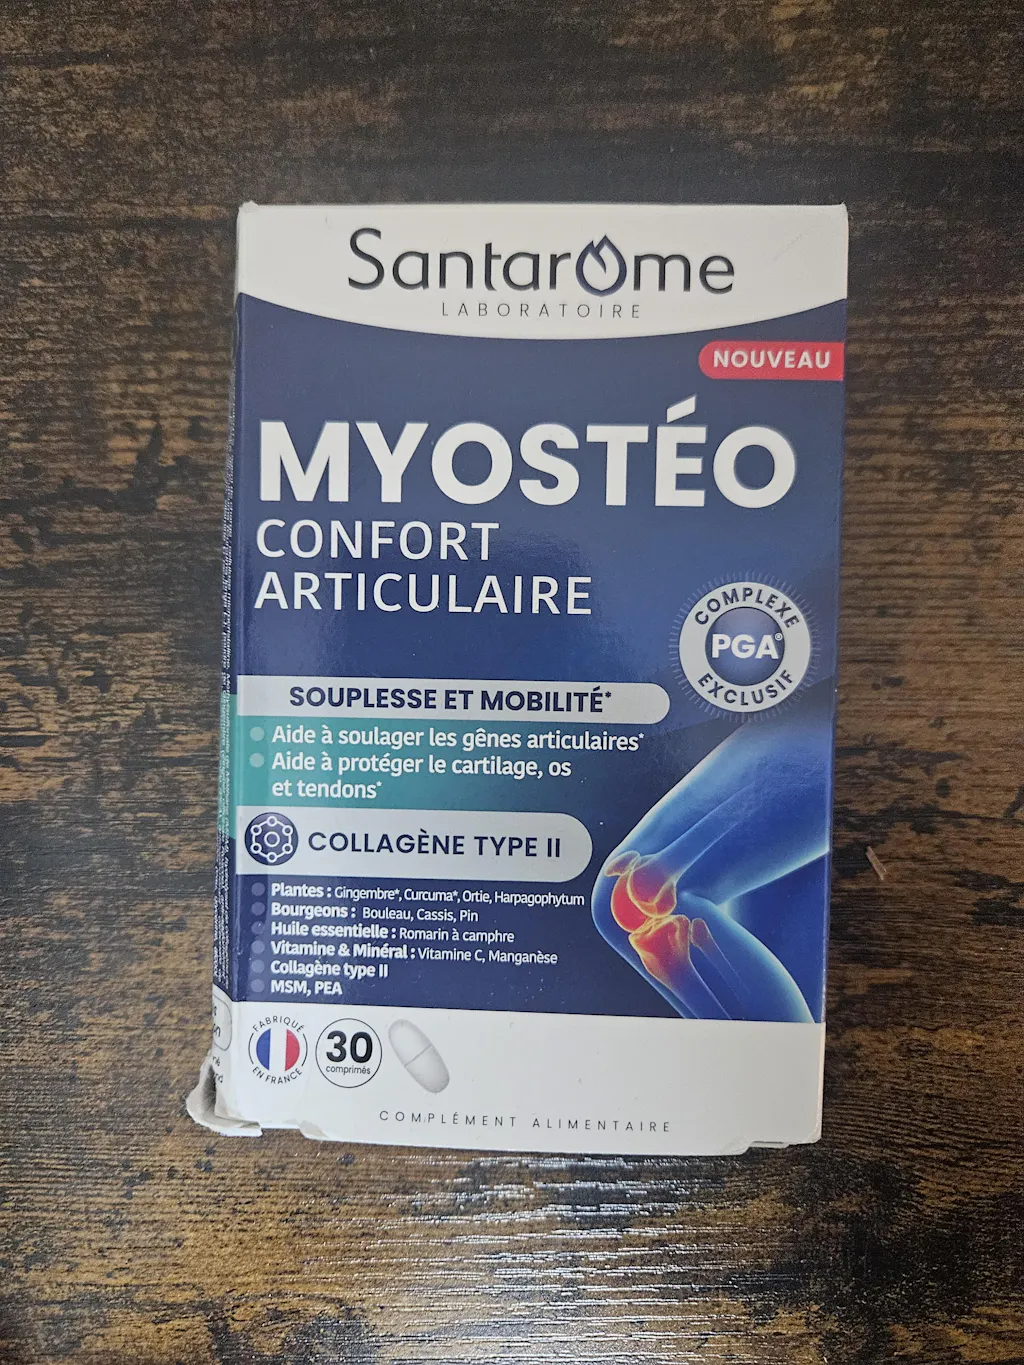 Santarôme
LABORATOIRE
NOUVEAU
MYOSTÉO
CONFORT
ARTICULAIRE
COMPLEXE
PGA®
EXCLUSIF
SOUPLESSE ET MOBILITÉ*
Aide à soulager les gênes articulaires*
Aide à protéger le cartilage, os
et tendons*
COLLAGÈNE TYPE II
Plantes : Gingembre*, Curcuma*, Ortie, Harpagophytum
Bourgeons : Bouleau, Cassis, Pin
Huile essentielle : Romarin à camphre
Vitamine & Minéral : Vitamine C, Manganèse
Collagène type II
MSM, PEA
FABRIQUÉ
EN FRANCE
30
comprimés
COMPLÉMENT ALIMENTAIRE